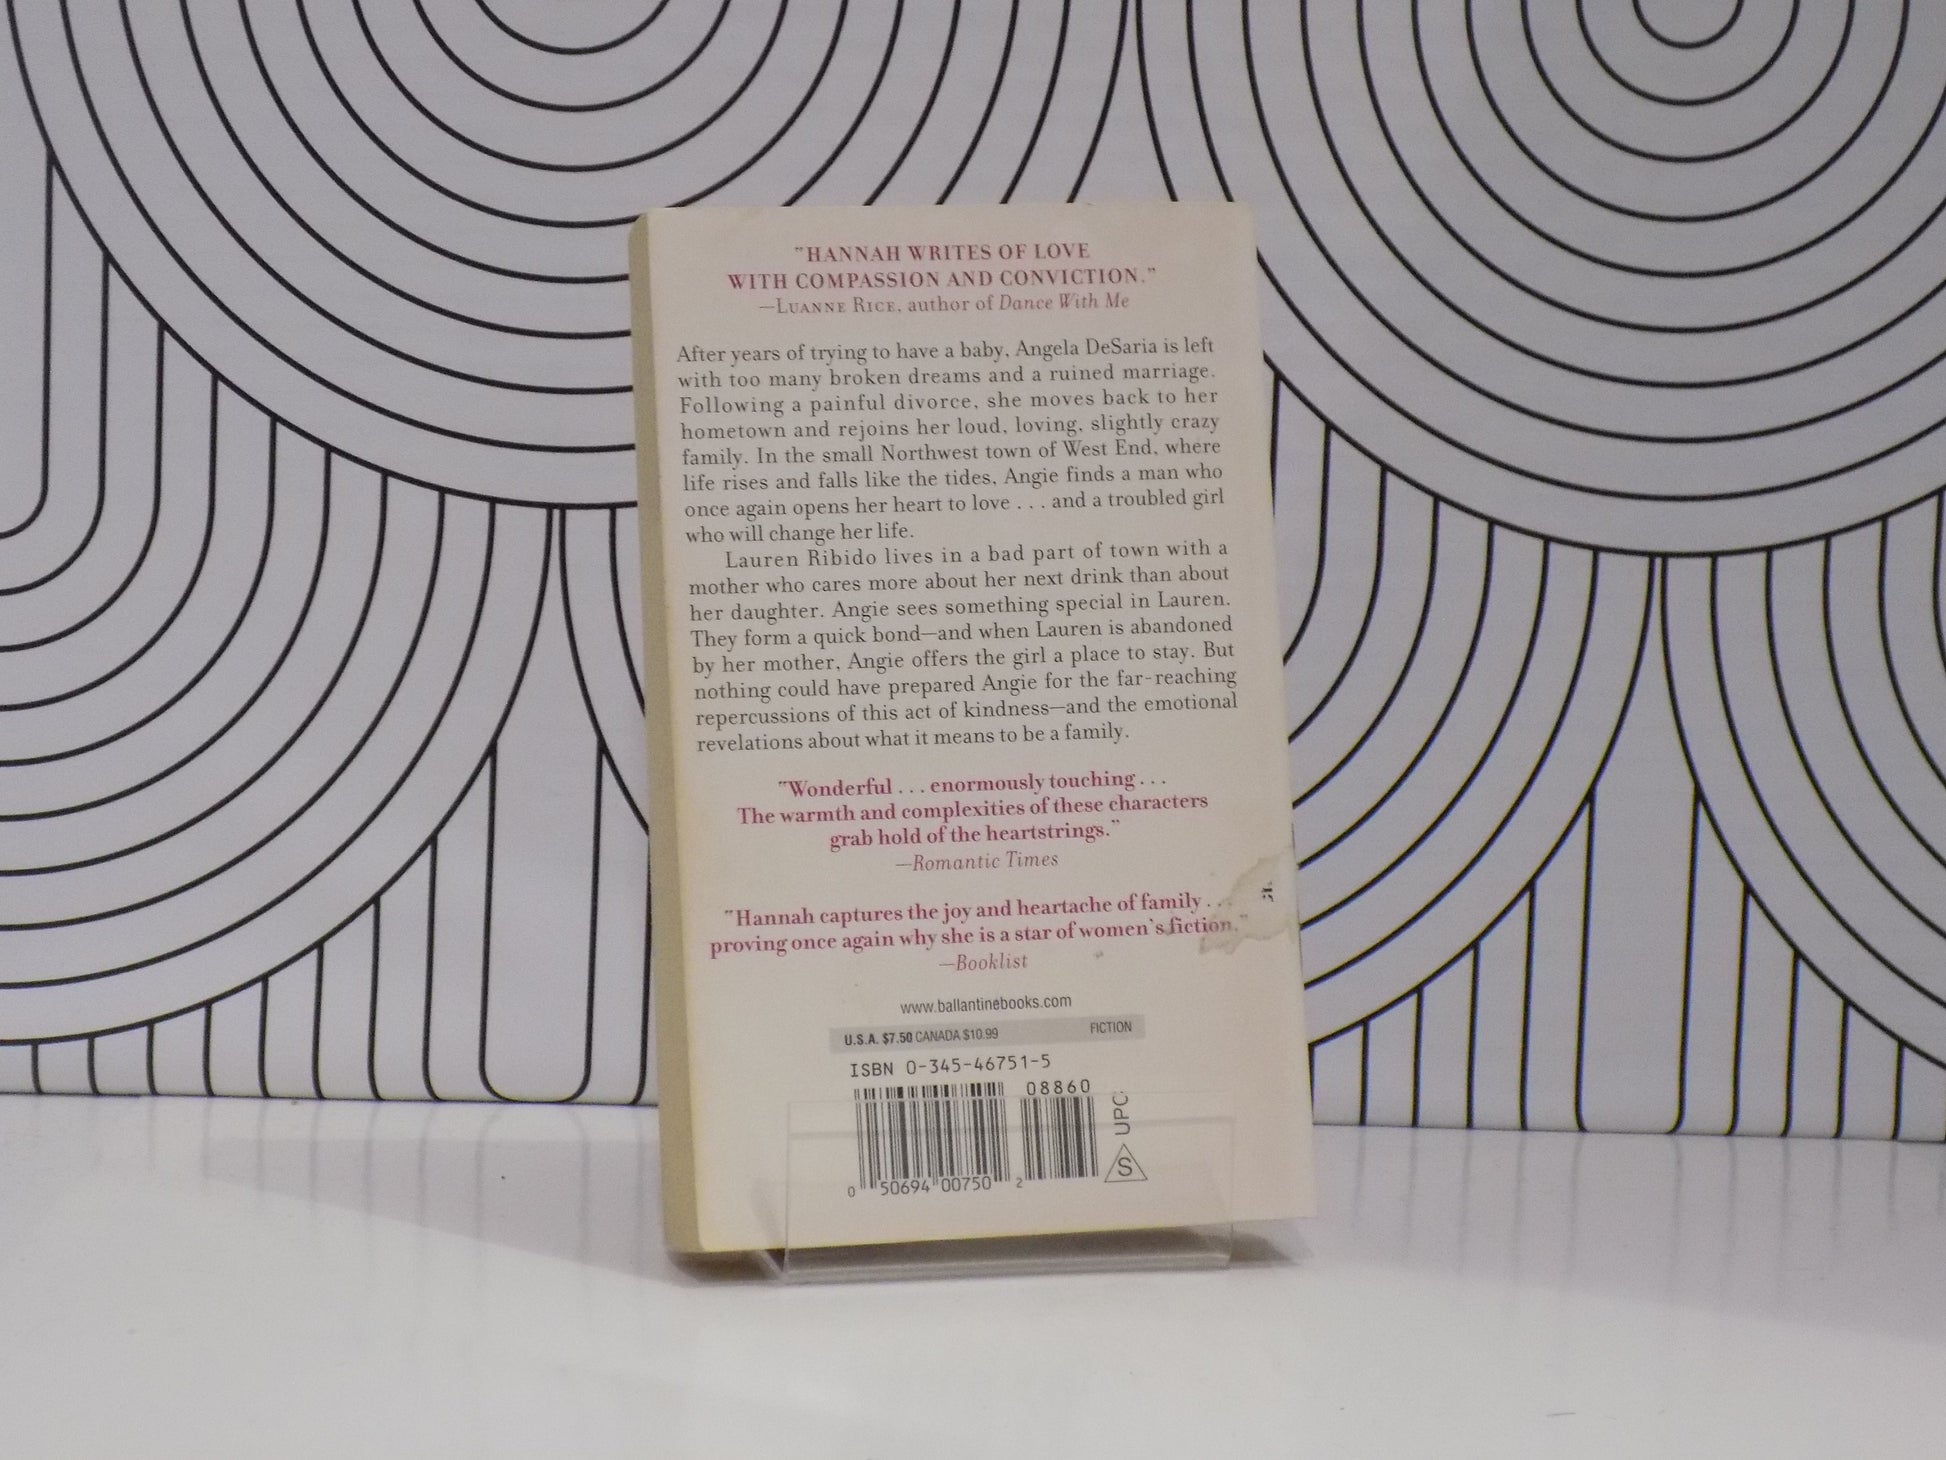 "HANNAH WRITES OF LOVE
WITH COMPASSION AND CONVICTION."
—LUANNE RICE, author of Dance With Me
After years of trying to have a baby, Angela DeSaria is left
with too many broken dreams and a ruined marriage.
Following a painful divorce, she moves back to her
hometown and rejoins her loud, loving, slightly crazy
family. In the small Northwest town of West End, where
life rises and falls like the tides, Angie finds a man who
once again opens her heart to love . . . and a troubled girl
who will change her life.
Lauren Ribido lives in a bad part of town with a
mother who cares more about her next drink than about
her daughter. Angie sees something special in Lauren.
They form a quick bond—and when Lauren is abandoned
by her mother, Angie offers the girl a place to stay. But
nothing could have prepared Angie for the far-reaching
repercussions of this act of kindness—and the emotional
revelations about what it means to be a family.
"Wonderful . . . enormously touching . . .
The warmth and complexities of these characters
grab hold of the heartstrings."
—Romantic Times
"Hannah captures the joy and heartache of family . . .
proving once again why she is a star of women's fiction."
—Booklist
www.ballantinebooks.com
U.S.A. $7.50 CANADA $10.99 FICTION
ISBN 0-345-46751-5
08860
0 50694 00750 2
UPC
S